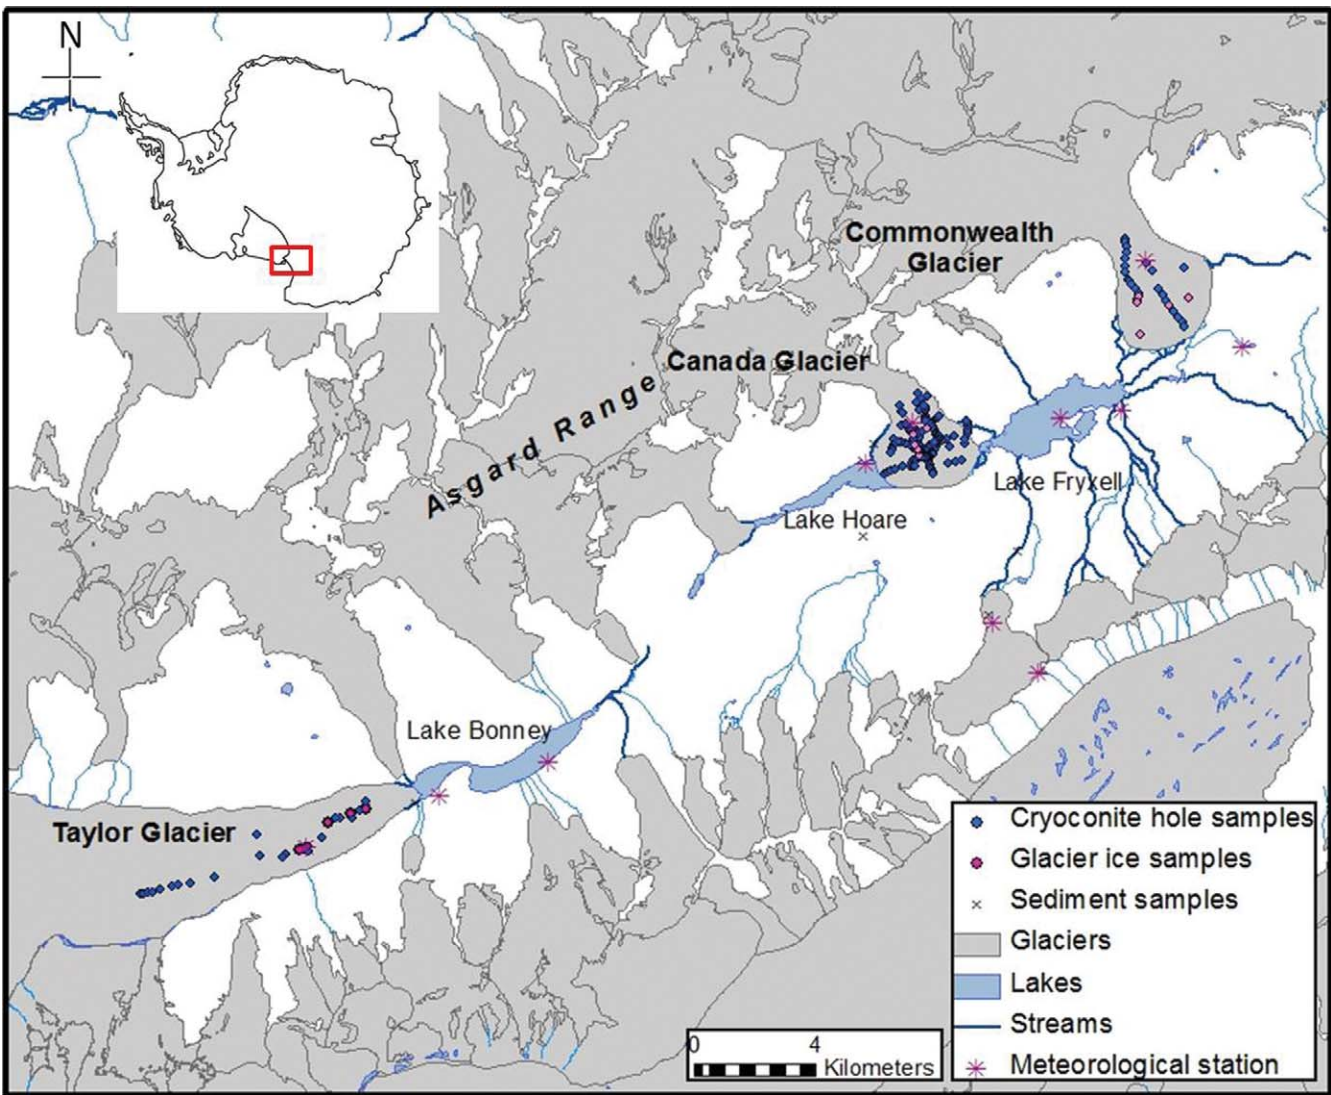 N
Commonwealth
Glacier
Canada Glacier
Asgard Range
Lake Fryxell
Lake Hoare
Lake Bonney
Taylor Glacier
Cryoconite hole samples
Glacier ice samples
Sediment samples
Glaciers
Lakes
Streams
Meteorological station
0 4
Kilometers